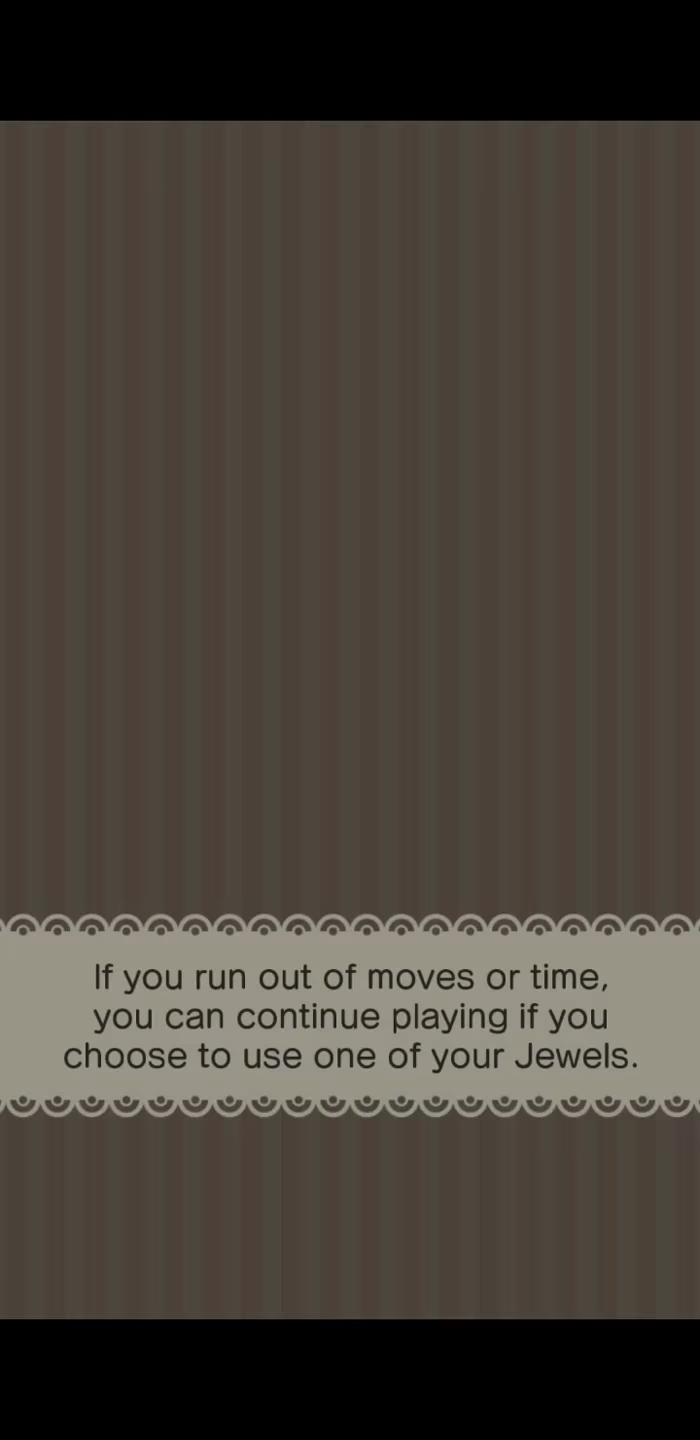 If you run out of moves or time,
you can continue playing if you
choose to use one of your Jewels.